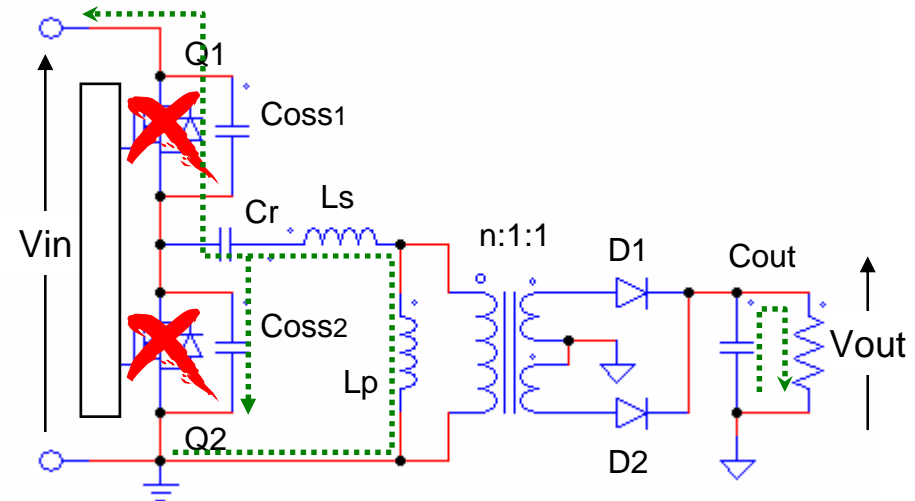 Q1
Coss1
Cr
Ls
n:1:1
D1
Cout
Vin
Coss2
Lp
Vout
Q2
D2